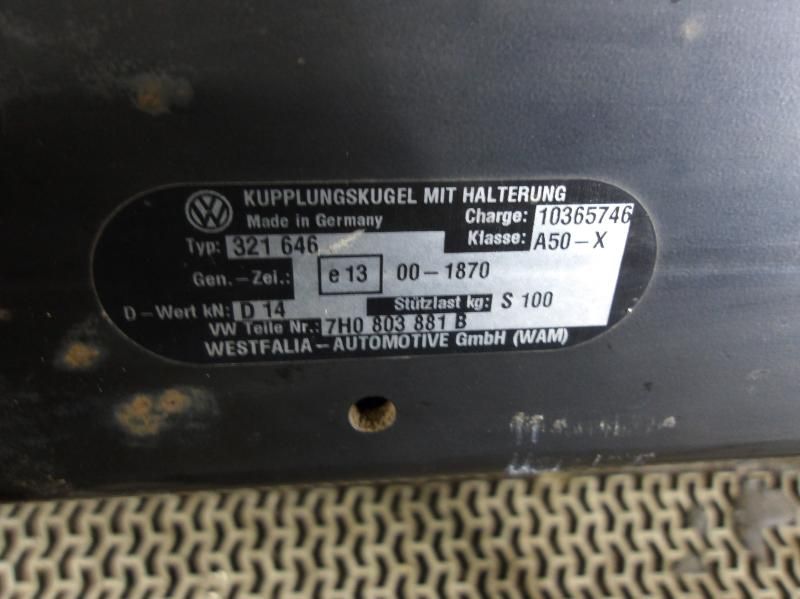 KUPPLUNGSKUGEL MIT HALTERUNG
Made in Germany Charge: 10365746
Typ: 321 646 Klasse: A50-X
Gen.-Zei.: e 13 00-1870
D-Wert kN: D 14 Stützlast kg: S 100
VW Teile Nr.: 7H0 803 881 B
WESTFALIA-AUTOMOTIVE GmbH (WAM)